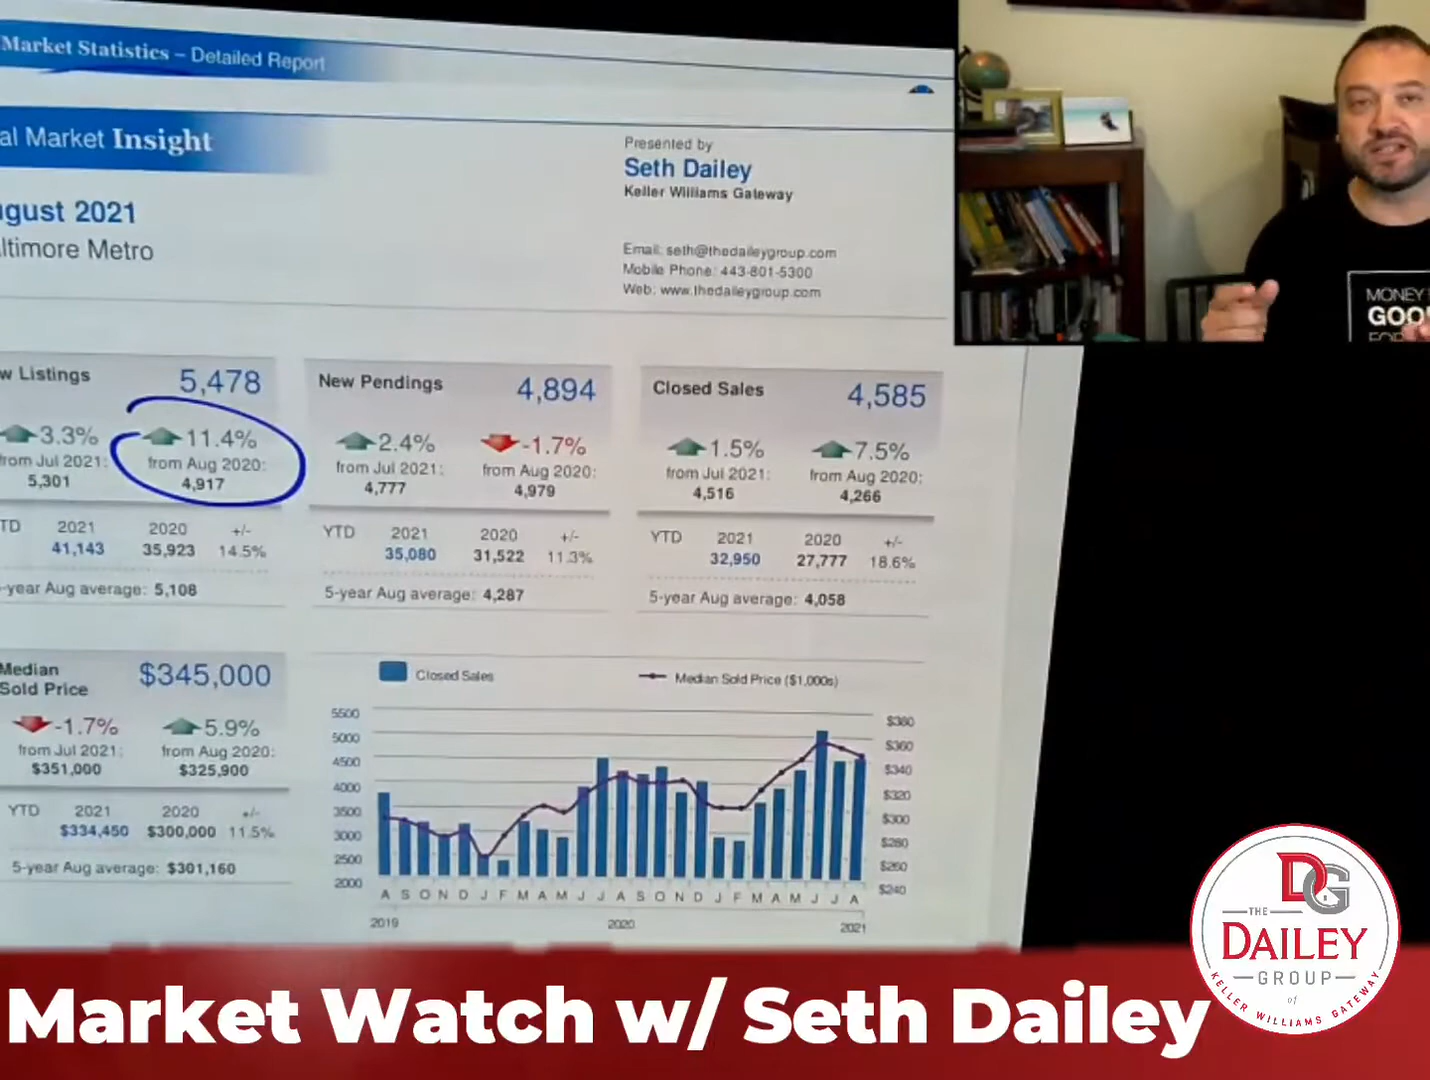 Market Statistics – Detailed Report
al Market Insight
Presented by
Seth Dailey
Keller Williams Gateway
gust 2021
ltimore Metro
Email: seth@thedaileygroup.com
Mobile Phone: 443-801-5300
Web: www.thedaileygroup.com
MONEY
GOO
FOR
w Listings 5,478
3.3% 11.4%
from Jul 2021: from Aug 2020:
5,301 4,917
TD 2021 2020 +/-
41,143 35,923 14.5%
-year Aug average: 5,108
New Pendings 4,894
2.4% -1.7%
from Jul 2021: from Aug 2020:
4,777 4,979
YTD 2021 2020 +/-
35,080 31,522 11.3%
5-year Aug average: 4,287
Closed Sales 4,585
1.5% 7.5%
from Jul 2021: from Aug 2020:
4,516 4,266
YTD 2021 2020 +/-
32,950 27,777 18.6%
5-year Aug average: 4,058
Median
Sold Price
$345,000
-1.7% 5.9%
from Jul 2021: from Aug 2020:
$351,000 $325,900
YTD 2021 2020 +/-
$334,450 $300,000 11.5%
5-year Aug average: $301,160
Closed Sales Median Sold Price ($1,000s)
5500 $380
5000 $360
4500 $340
4000 $320
3500 $300
3000 $280
2500 $260
2000 $240
A S O N D J F M A M J J A S O N D J F M A M J J A
2019 2020 2021
Market Watch w/ Seth Dailey
DG
THE
DAILEY
GROUP
of
KELLER WILLIAMS GATEWAY